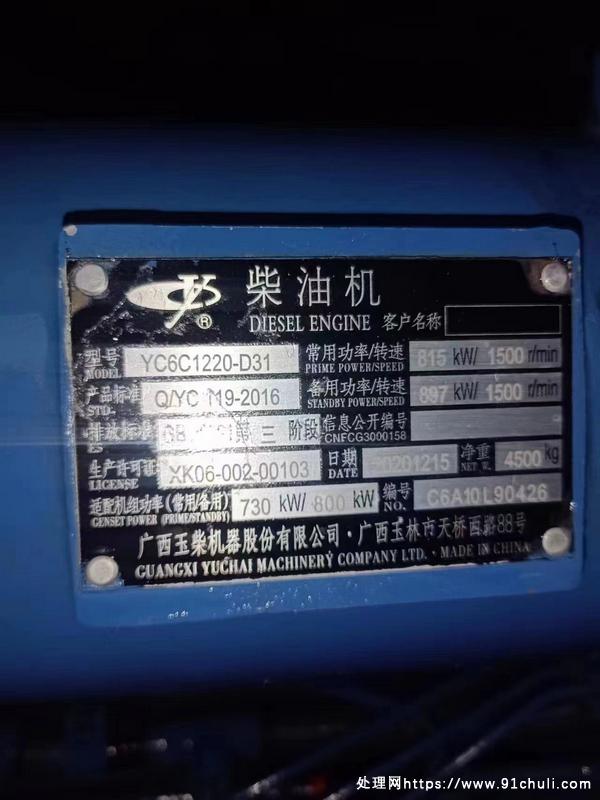 柴油机
DIESEL ENGINE 客户名称
®
型号 YC6C1220-D31 常用功率/转速 815 kW/ 1500 r/min
MODEL PRIME POWER/SPEED
产品标准 Q/YC 119-2016 备用功率/转速 897 kW/ 1500 r/min
STD. STANDBY POWER/SPEED
排放标准 第三阶段 信息公开编号
CNFCG3000158
生产许可证 XK06-002-00103 日期 20201215 净重 4500 kg
LICENSE DATE NET W.
适配机组功率(常用/备用) 730 kW/ 800 kW 编号 C6A10L90426
GENSET POWER (PRIME/STANDBY) NO.
广西玉柴机器股份有限公司·广西玉林市天桥西路88号
GUANGXI YUCHAI MACHINERY COMPANY LTD. · MADE IN CHINA
处理网https://www.91chuli.com